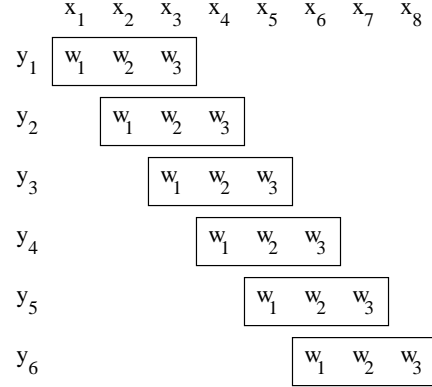 x₁ x₂ x₃ x₄ x₅ x₆ x₇ x₈
y₁ w₁ w₂ w₃
y₂ w₁ w₂ w₃
y₃ w₁ w₂ w₃
y₄ w₁ w₂ w₃
y₅ w₁ w₂ w₃
y₆ w₁ w₂ w₃